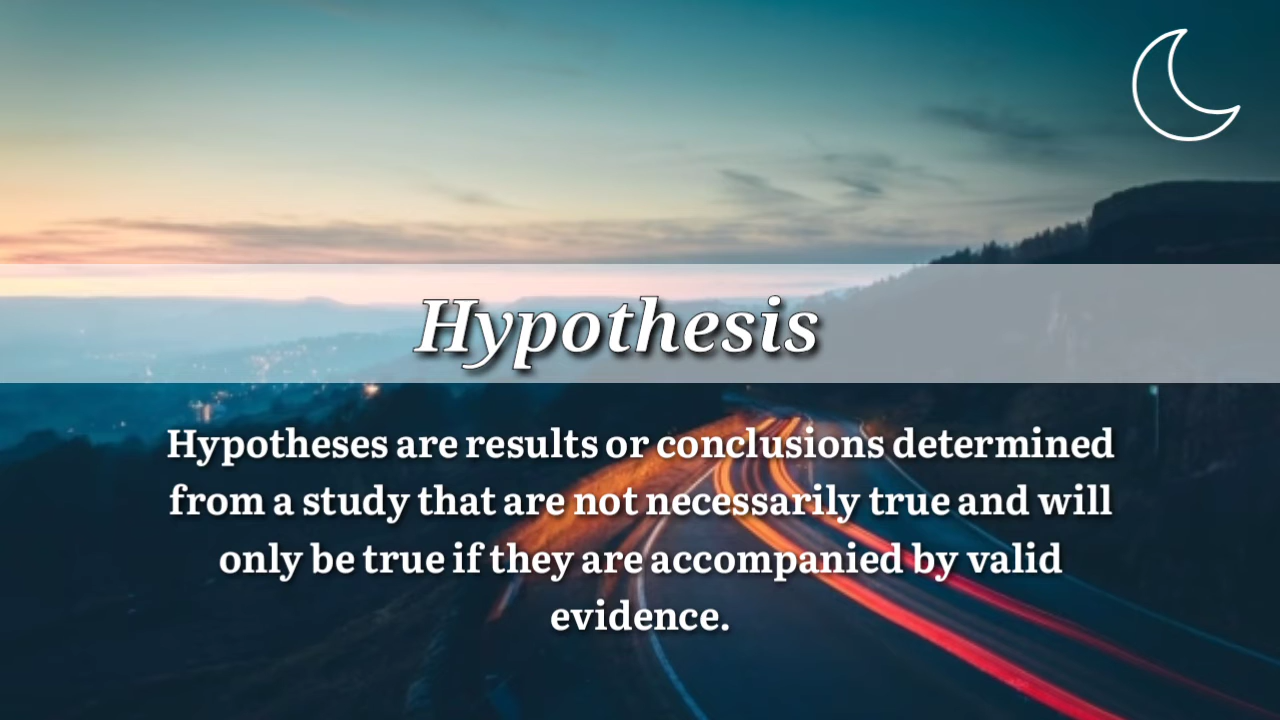 Hypothesis
Hypotheses are results or conclusions determined
from a study that are not necessarily true and will
only be true if they are accompanied by valid
evidence.